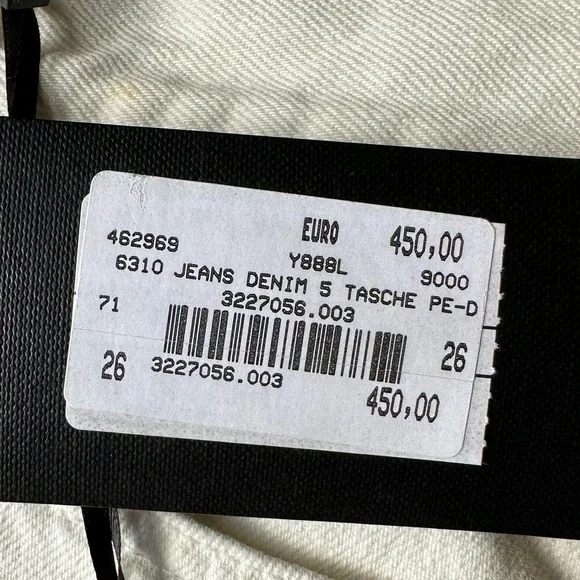 EURO 450,00
462969 Y888L 9000
6310 JEANS DENIM 5 TASCHE PE-D
71 3227056.003
26 3227056.003 26
450,00